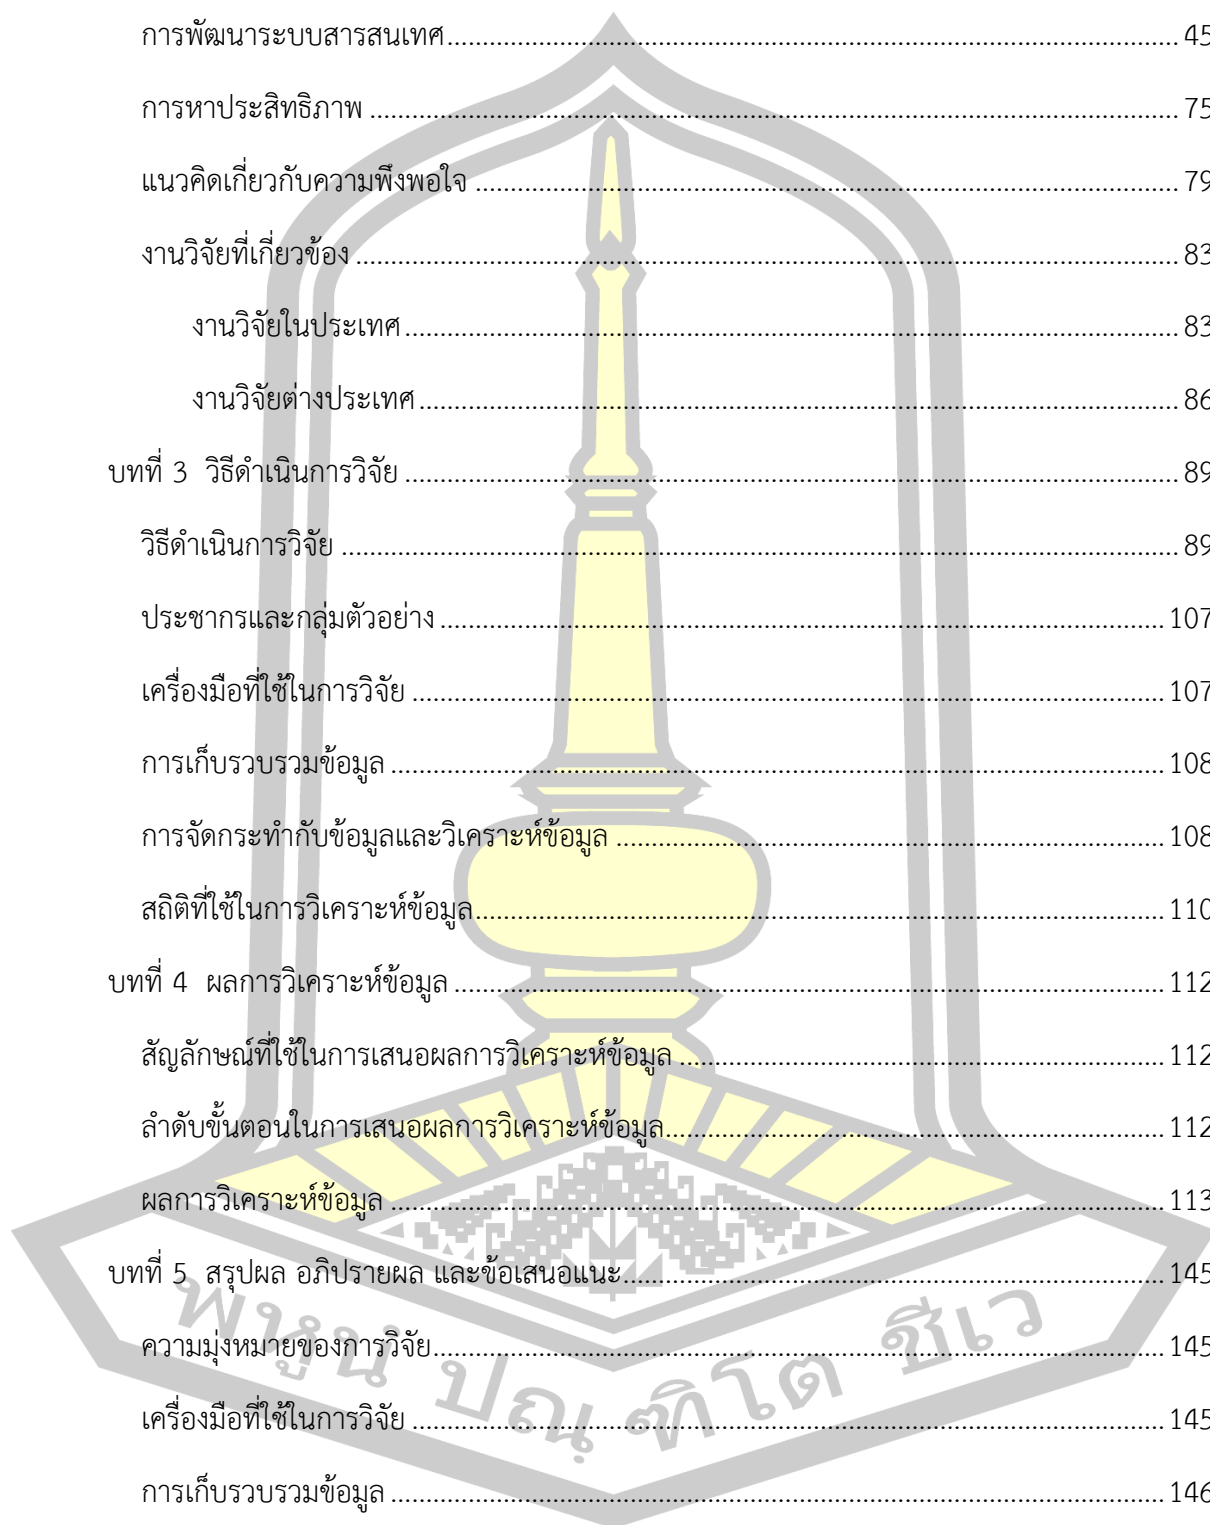 การพัฒนาระบบสารสนเทศ 45
การหาประสิทธิภาพ 75
แนวคิดเกี่ยวกับความพึงพอใจ 79
งานวิจัยที่เกี่ยวข้อง 83
งานวิจัยในประเทศ 83
งานวิจัยต่างประเทศ 86
บทที่ 3 วิธีดำเนินการวิจัย 89
วิธีดำเนินการวิจัย 89
ประชากรและกลุ่มตัวอย่าง 107
เครื่องมือที่ใช้ในการวิจัย 107
การเก็บรวบรวมข้อมูล 108
การจัดกระทำกับข้อมูลและวิเคราะห์ข้อมูล 108
สถิติที่ใช้ในการวิเคราะห์ข้อมูล 110
บทที่ 4 ผลการวิเคราะห์ข้อมูล 112
สัญลักษณ์ที่ใช้ในการเสนอผลการวิเคราะห์ข้อมูล 112
ลำดับขั้นตอนในการเสนอผลการวิเคราะห์ข้อมูล 112
ผลการวิเคราะห์ข้อมูล 113
บทที่ 5 สรุปผล อภิปรายผล และข้อเสนอแนะ 145
ความมุ่งหมายของการวิจัย 145
เครื่องมือที่ใช้ในการวิจัย 145
การเก็บรวบรวมข้อมูล 146
พหูนํ ปณฺฑิโต ชีเว